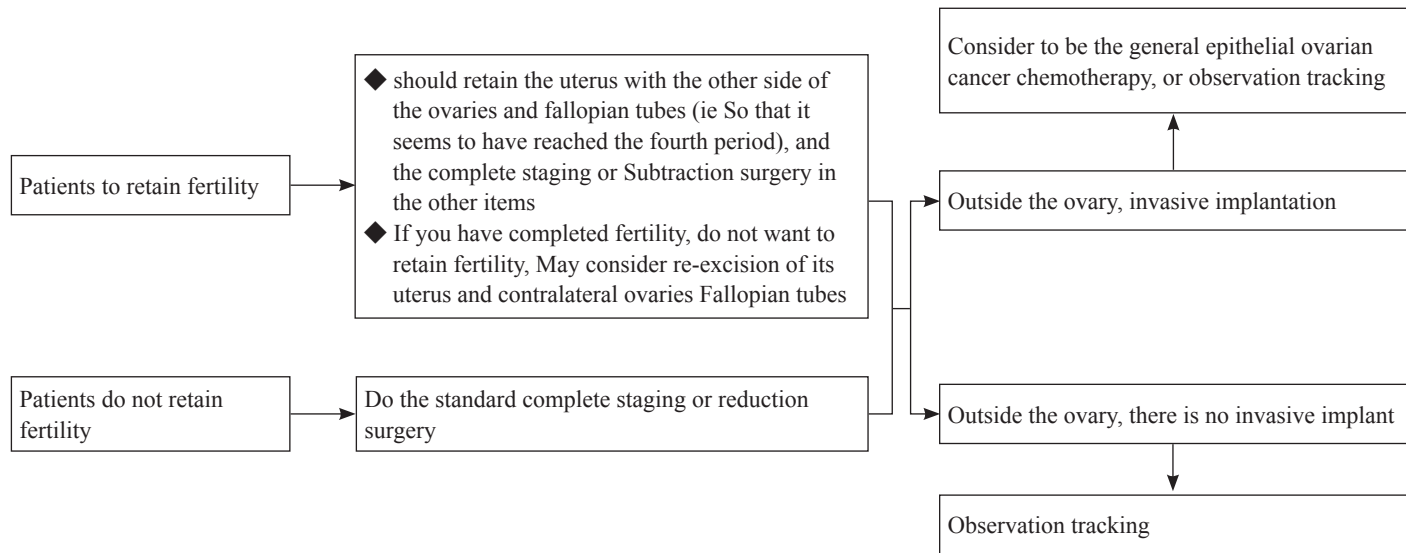 Patients to retain fertility
◆ should retain the uterus with the other side of
the ovaries and fallopian tubes (ie So that it
seems to have reached the fourth period), and
the complete staging or Subtraction surgery in
the other items
◆ If you have completed fertility, do not want to
retain fertility, May consider re-excision of its
uterus and contralateral ovaries Fallopian tubes
Patients do not retain
fertility
Do the standard complete staging or reduction
surgery
Consider to be the general epithelial ovarian
cancer chemotherapy, or observation tracking
Outside the ovary, invasive implantation
Outside the ovary, there is no invasive implant
Observation tracking